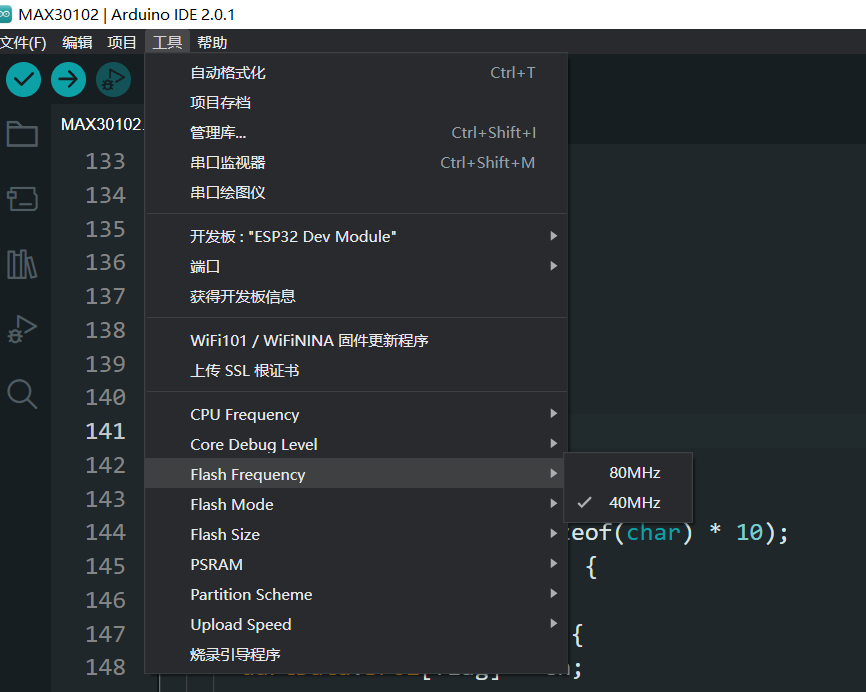 MAX30102 | Arduino IDE 2.0.1
文件(F) 编辑 项目 工具 帮助
自动格式化 Ctrl+T
项目存档
MAX30102.
管理库... Ctrl+Shift+I
133
串口监视器 Ctrl+Shift+M
134
串口绘图仪
135
开发板 : "ESP32 Dev Module"
136
端口
137
获得开发板信息
138
WiFi101 / WiFiNINA 固件更新程序
139
上传 SSL 根证书
140
CPU Frequency
141
Core Debug Level
142
Flash Frequency
80MHz
143
Flash Mode
40MHz
144
Flash Size
eof(char) * 10);
145
PSRAM
{
146
Partition Scheme
147
Upload Speed
{
148
烧录引导程序
;